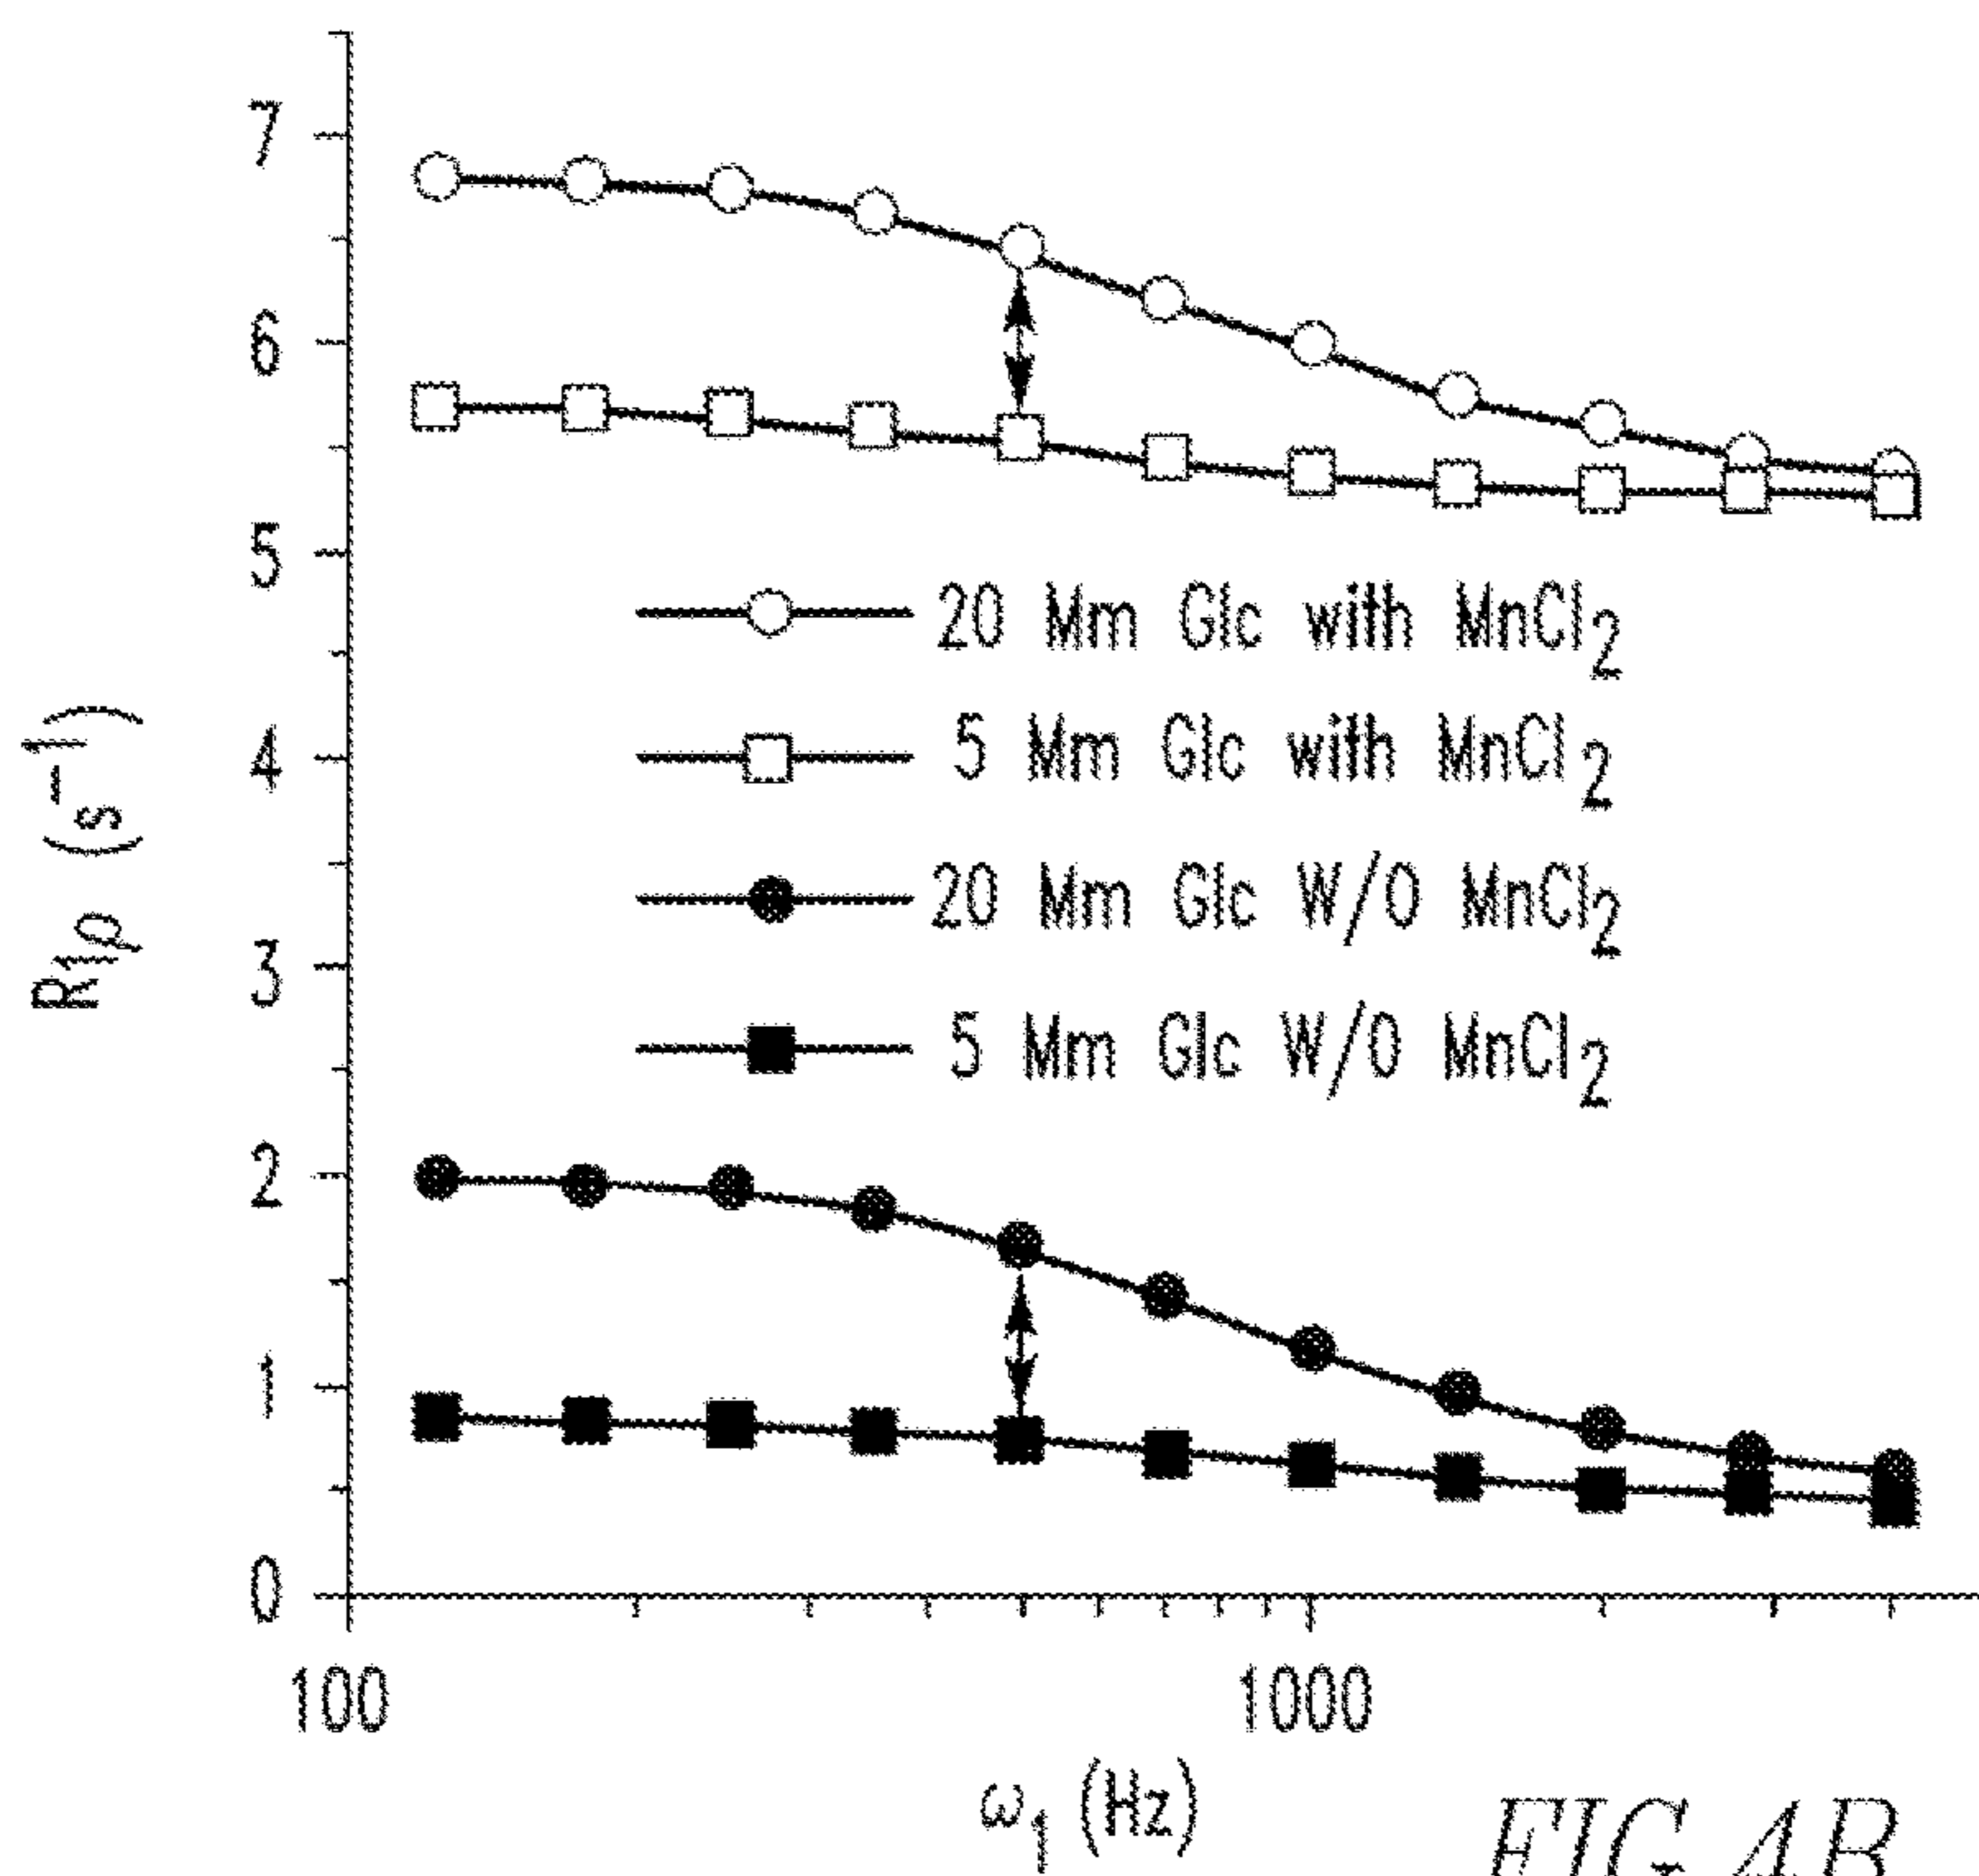 7
6
5
4
3
2
1
0
R1ρ (s⁻¹)
20 Mm Glc with MnCl₂
5 Mm Glc with MnCl₂
20 Mm Glc W/O MnCl₂
5 Mm Glc W/O MnCl₂
100 1000
ω₁ (Hz)
FIG. 4B